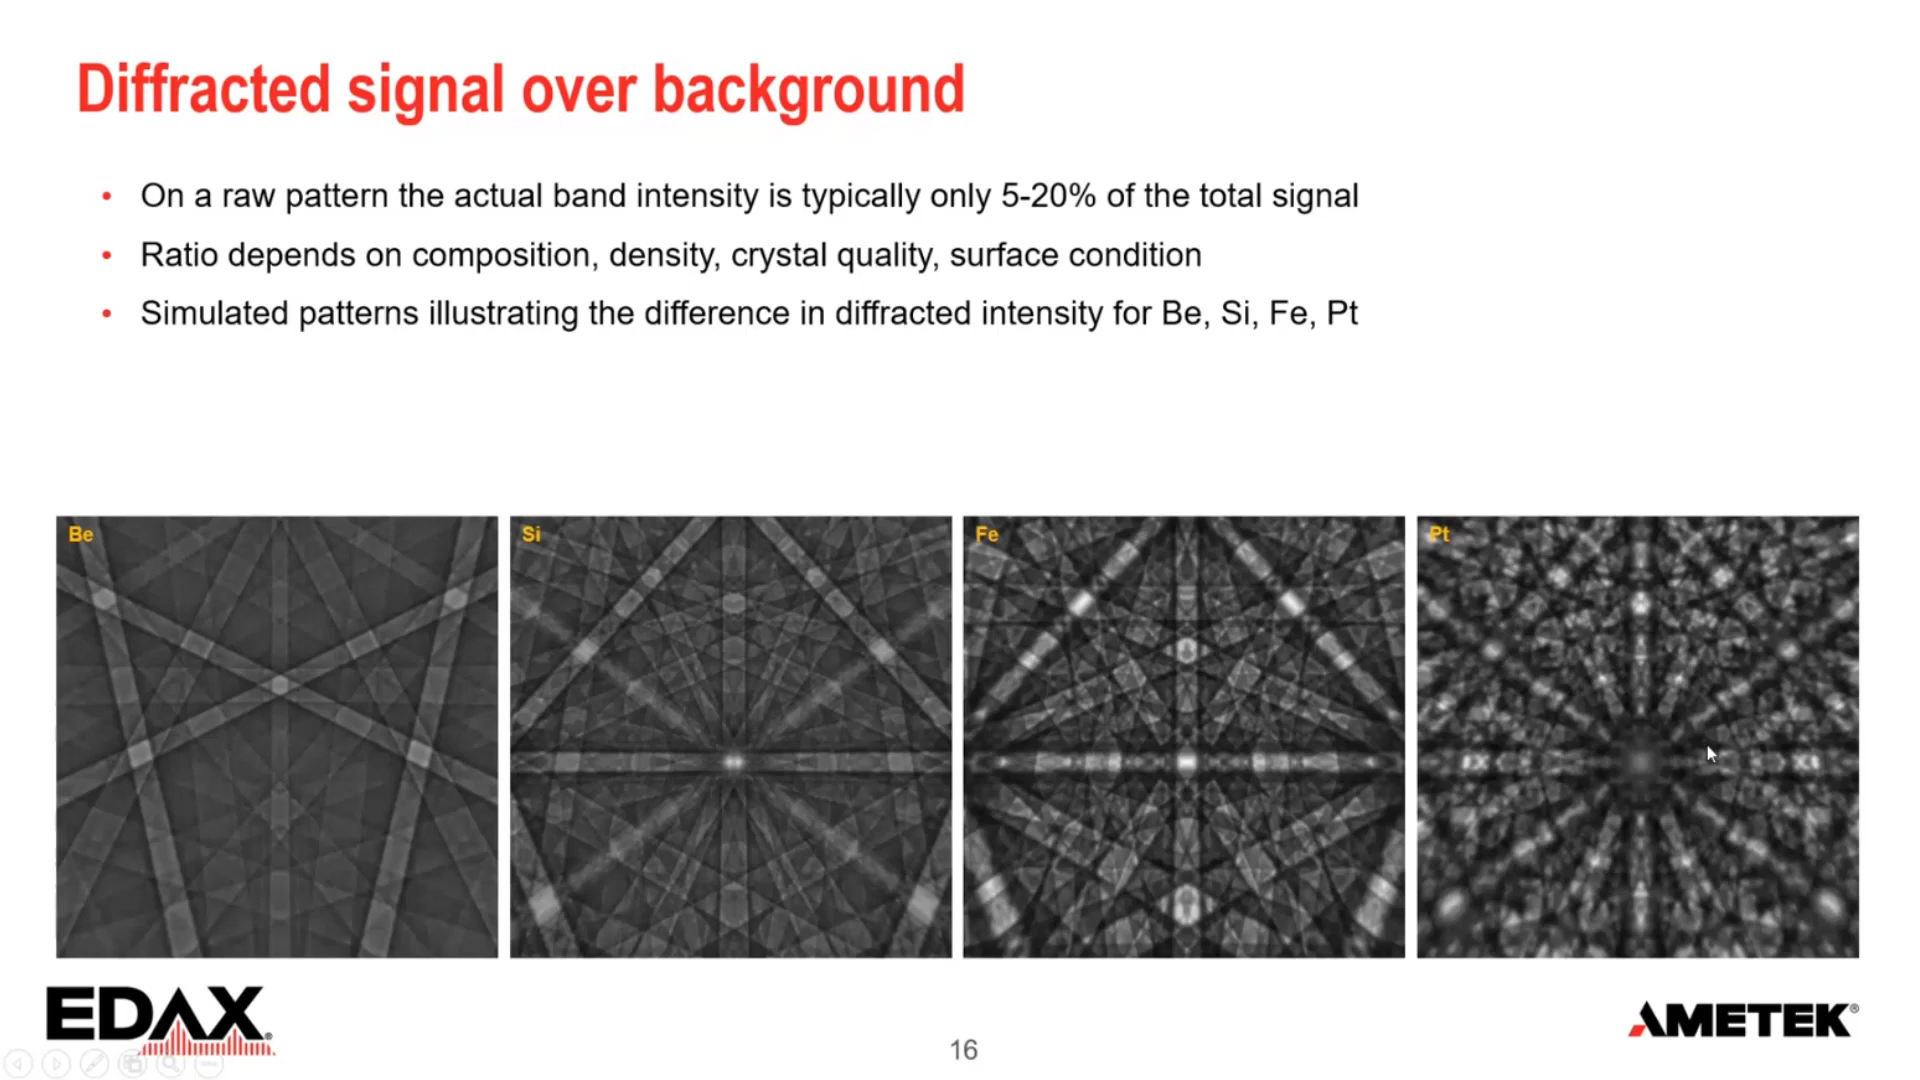 Diffracted signal over background
• On a raw pattern the actual band intensity is typically only 5-20% of the total signal
• Ratio depends on composition, density, crystal quality, surface condition
• Simulated patterns illustrating the difference in diffracted intensity for Be, Si, Fe, Pt
Be
Si
Fe
Pt
EDAX®
16
AMETEK®